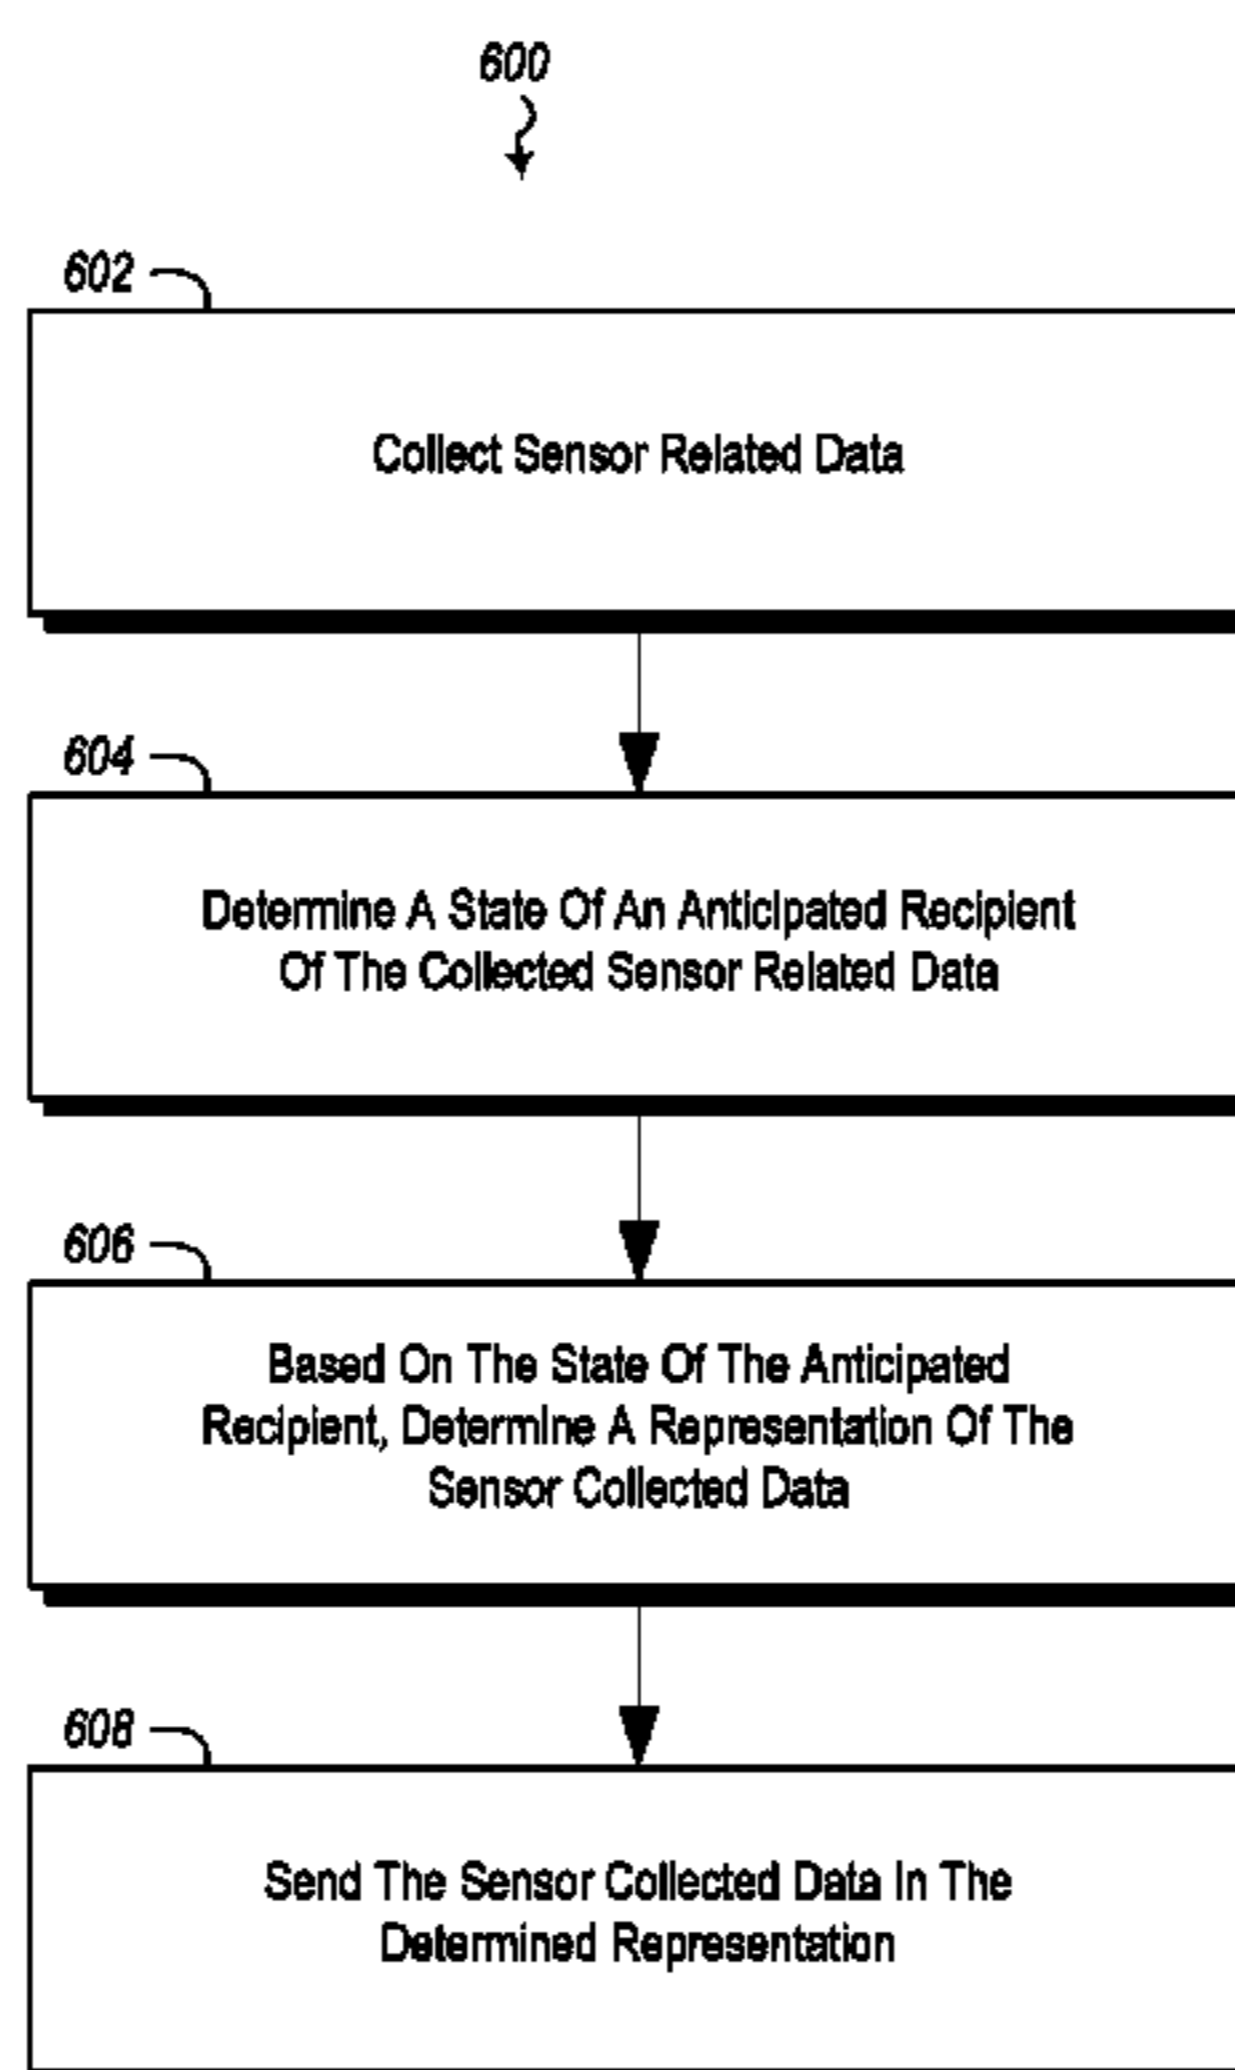 600
602
Collect Sensor Related Data
604
Determine A State Of An Anticipated Recipient
Of The Collected Sensor Related Data
606
Based On The State Of The Anticipated
Recipient, Determine A Representation Of The
Sensor Collected Data
608
Send The Sensor Collected Data In The
Determined Representation